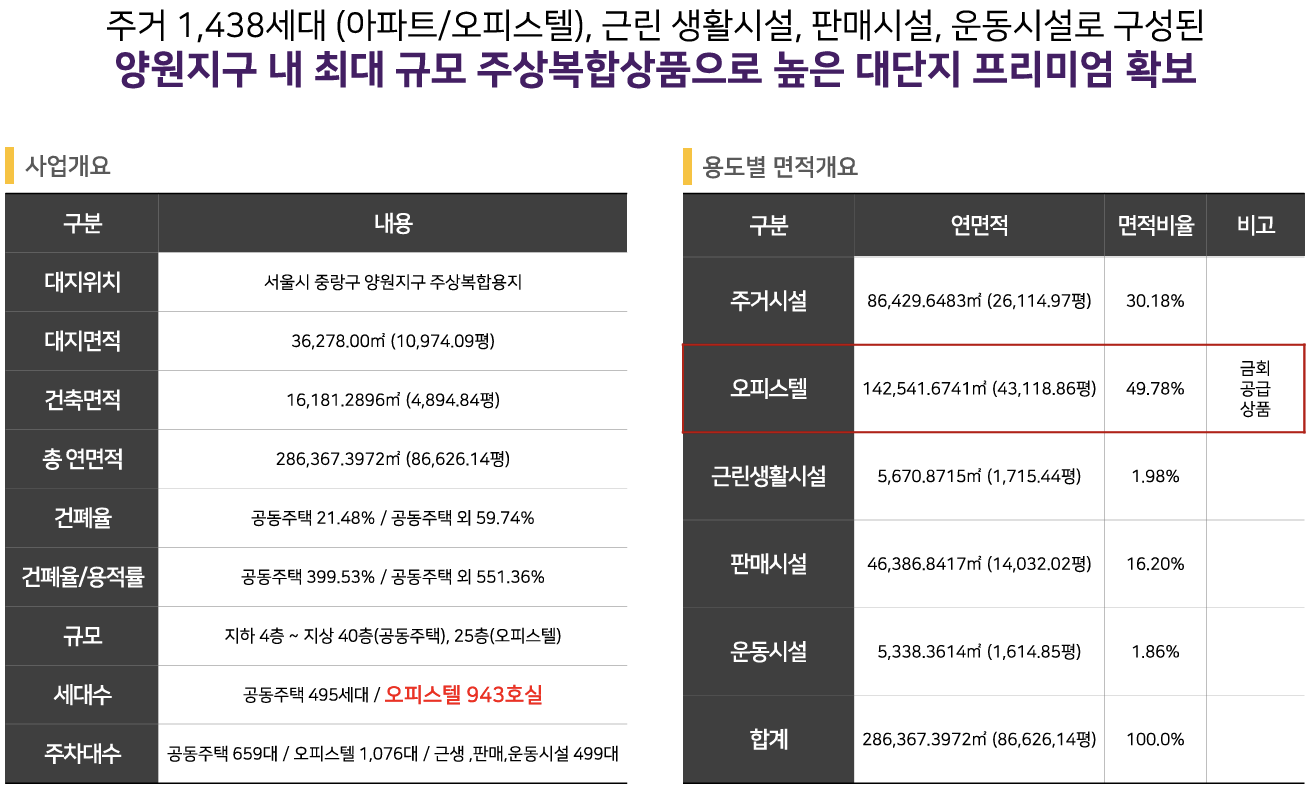 주거 1,438세대 (아파트/오피스텔), 근린 생활시설, 판매시설, 운동시설로 구성된
양원지구 내 최대 규모 주상복합상품으로 높은 대단지 프리미엄 확보
사업개요
구분 내용
대지위치 서울시 중랑구 양원지구 주상복합용지
대지면적 36,278.00㎡ (10,974.09평)
건축면적 16,181.2896㎡ (4,894.84평)
총 연면적 286,367.3972㎡ (86,626.14평)
건폐율 공동주택 21.48% / 공동주택 외 59.74%
건폐율/용적률 공동주택 399.53% / 공동주택 외 551.36%
규모 지하 4층 ~ 지상 40층(공동주택), 25층(오피스텔)
세대수 공동주택 495세대 / 오피스텔 943호실
주차대수 공동주택 659대 / 오피스텔 1,076대 / 근생 ,판매,운동시설 499대
용도별 면적개요
구분 연면적 면적비율 비고
주거시설 86,429.6483㎡ (26,114.97평) 30.18%
오피스텔 142,541.6741㎡ (43,118.86평) 49.78% 금회
공급
상품
근린생활시설 5,670.8715㎡ (1,715.44평) 1.98%
판매시설 46,386.8417㎡ (14,032.02평) 16.20%
운동시설 5,338.3614㎡ (1,614.85평) 1.86%
합계 286,367.3972㎡ (86,626,14평) 100.0%